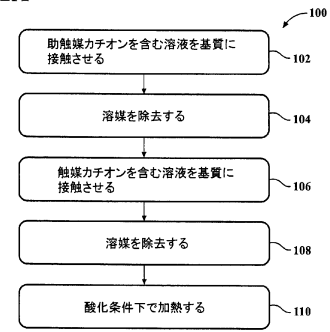 100
助触媒カチオンを含む溶液を基質に
接触させる
102
溶媒を除去する
104
触媒カチオンを含む溶液を基質に
接触させる
106
溶媒を除去する
108
酸化条件下で加熱する
110